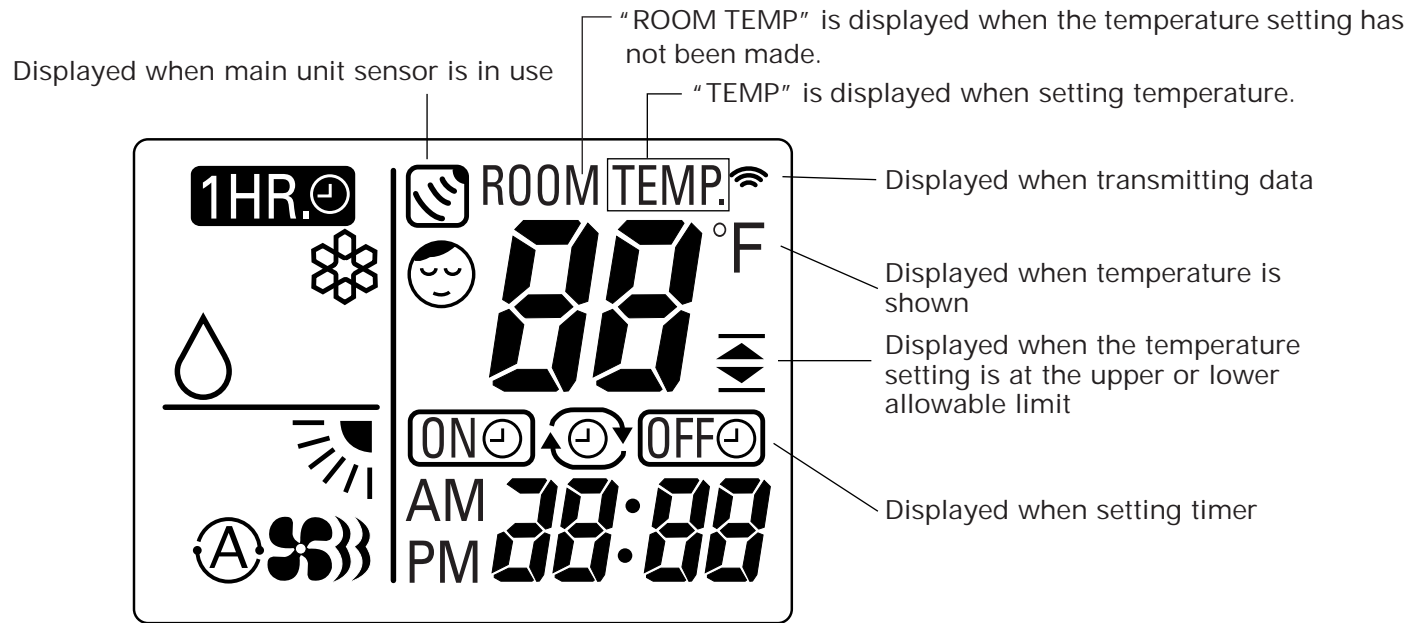 “ROOM TEMP” is displayed when the temperature setting has
not been made.
Displayed when main unit sensor is in use
“TEMP” is displayed when setting temperature.
1HR.
ROOM TEMP.
Displayed when transmitting data
88 °F
Displayed when temperature is
shown
Displayed when the temperature
setting is at the upper or lower
allowable limit
ON OFF
AM
Displayed when setting timer
A
PM 38:88